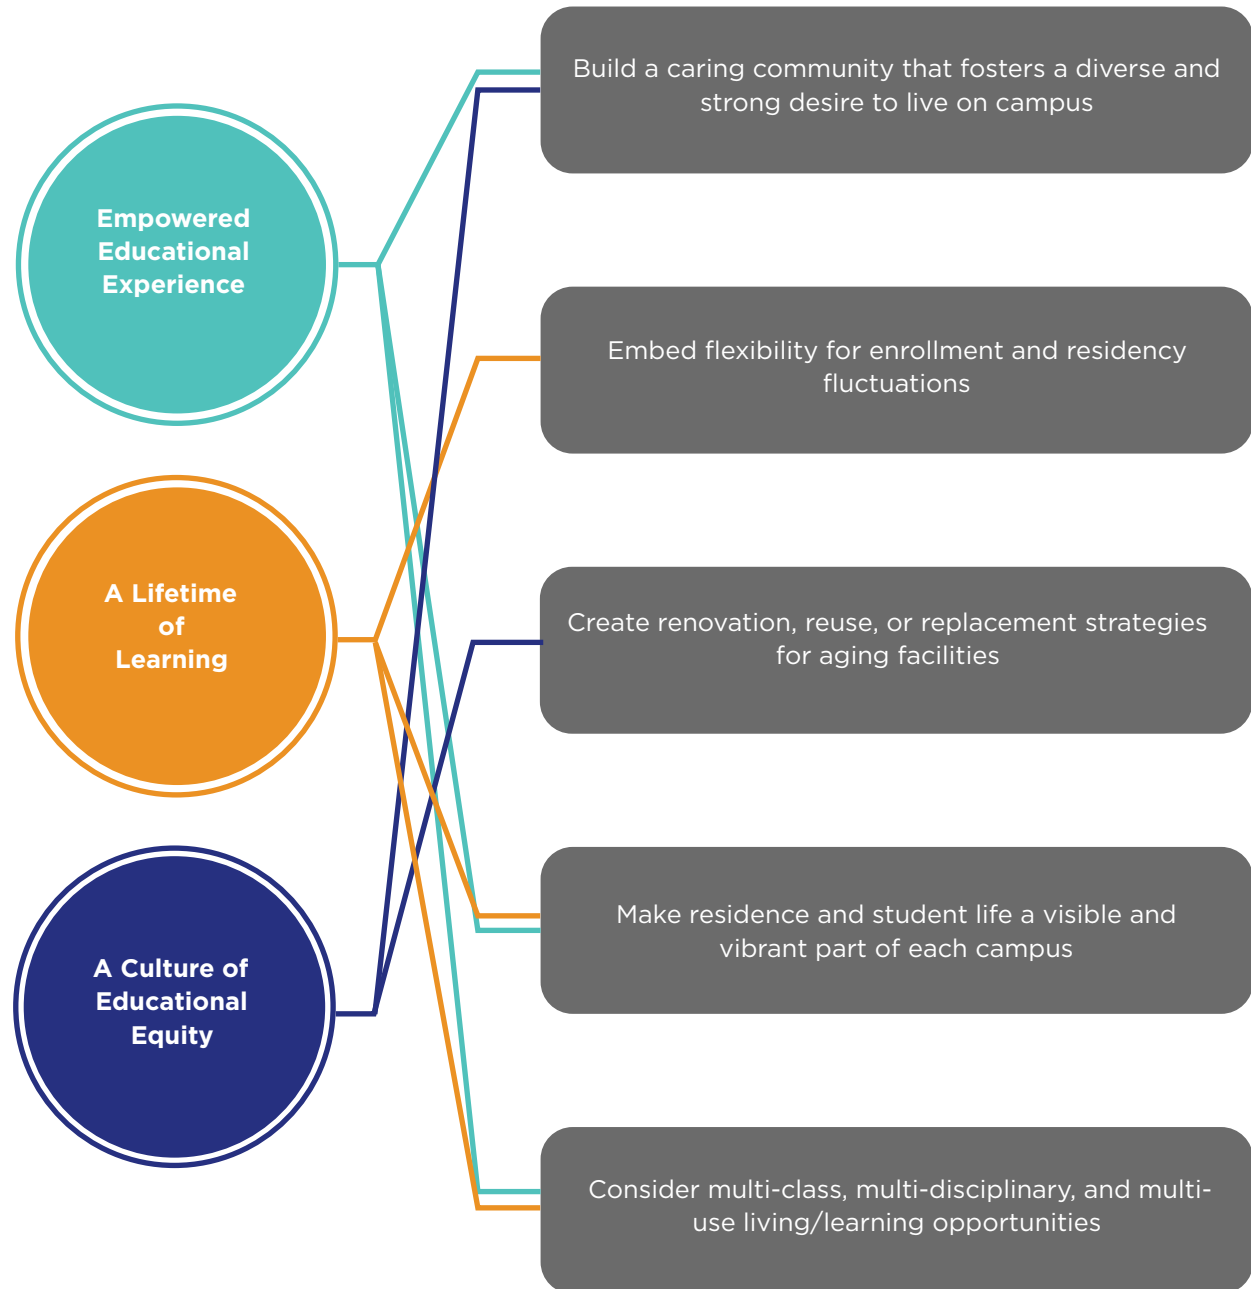 Empowered
Educational
Experience
A Lifetime
of
Learning
A Culture of
Educational
Equity
Build a caring community that fosters a diverse and
strong desire to live on campus
Embed flexibility for enrollment and residency
fluctuations
Create renovation, reuse, or replacement strategies
for aging facilities
Make residence and student life a visible and
vibrant part of each campus
Consider multi-class, multi-disciplinary, and multi-
use living/learning opportunities